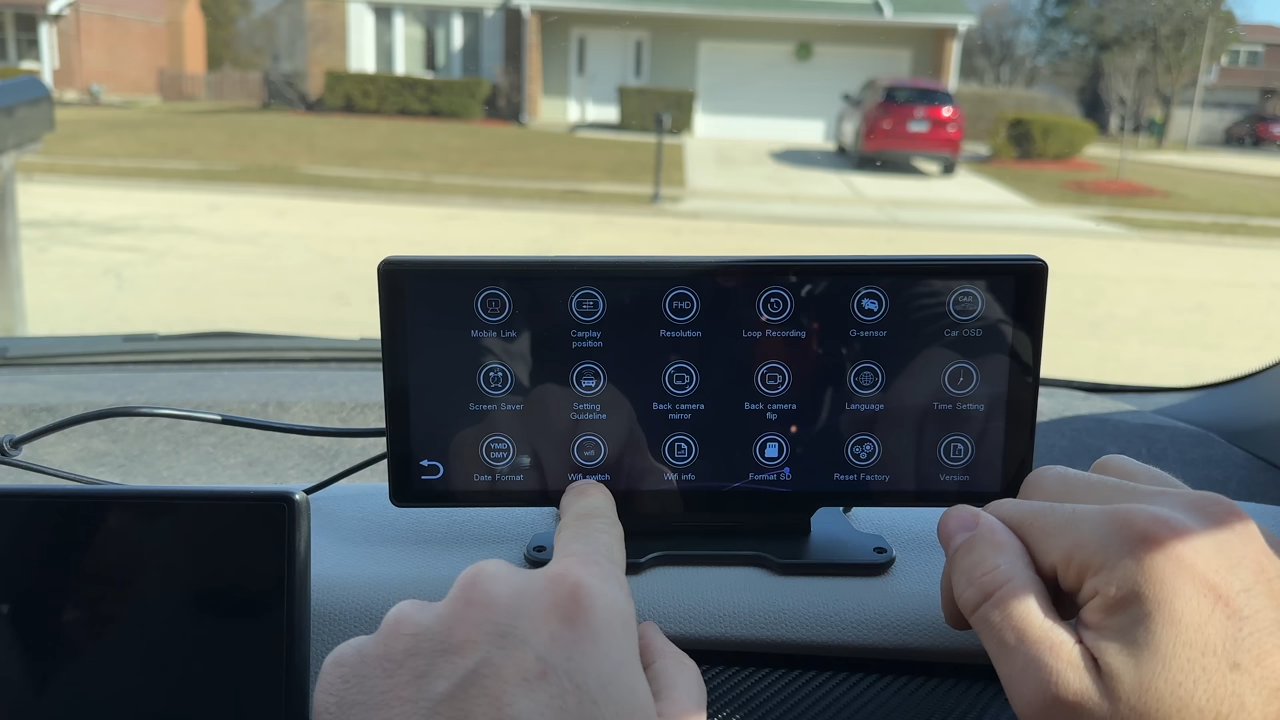 Mobile Link
Carplay
position
FHD
Resolution
Loop Recording
G-sensor
CAR
Car OSD
Screen Saver
Setting
Guideline
Back camera
mirror
Back camera
flip
Language
Time Setting
YMD
DMY
Date Format
wifi
Wifi switch
Wifi info
Format SD
Reset Factory
Version